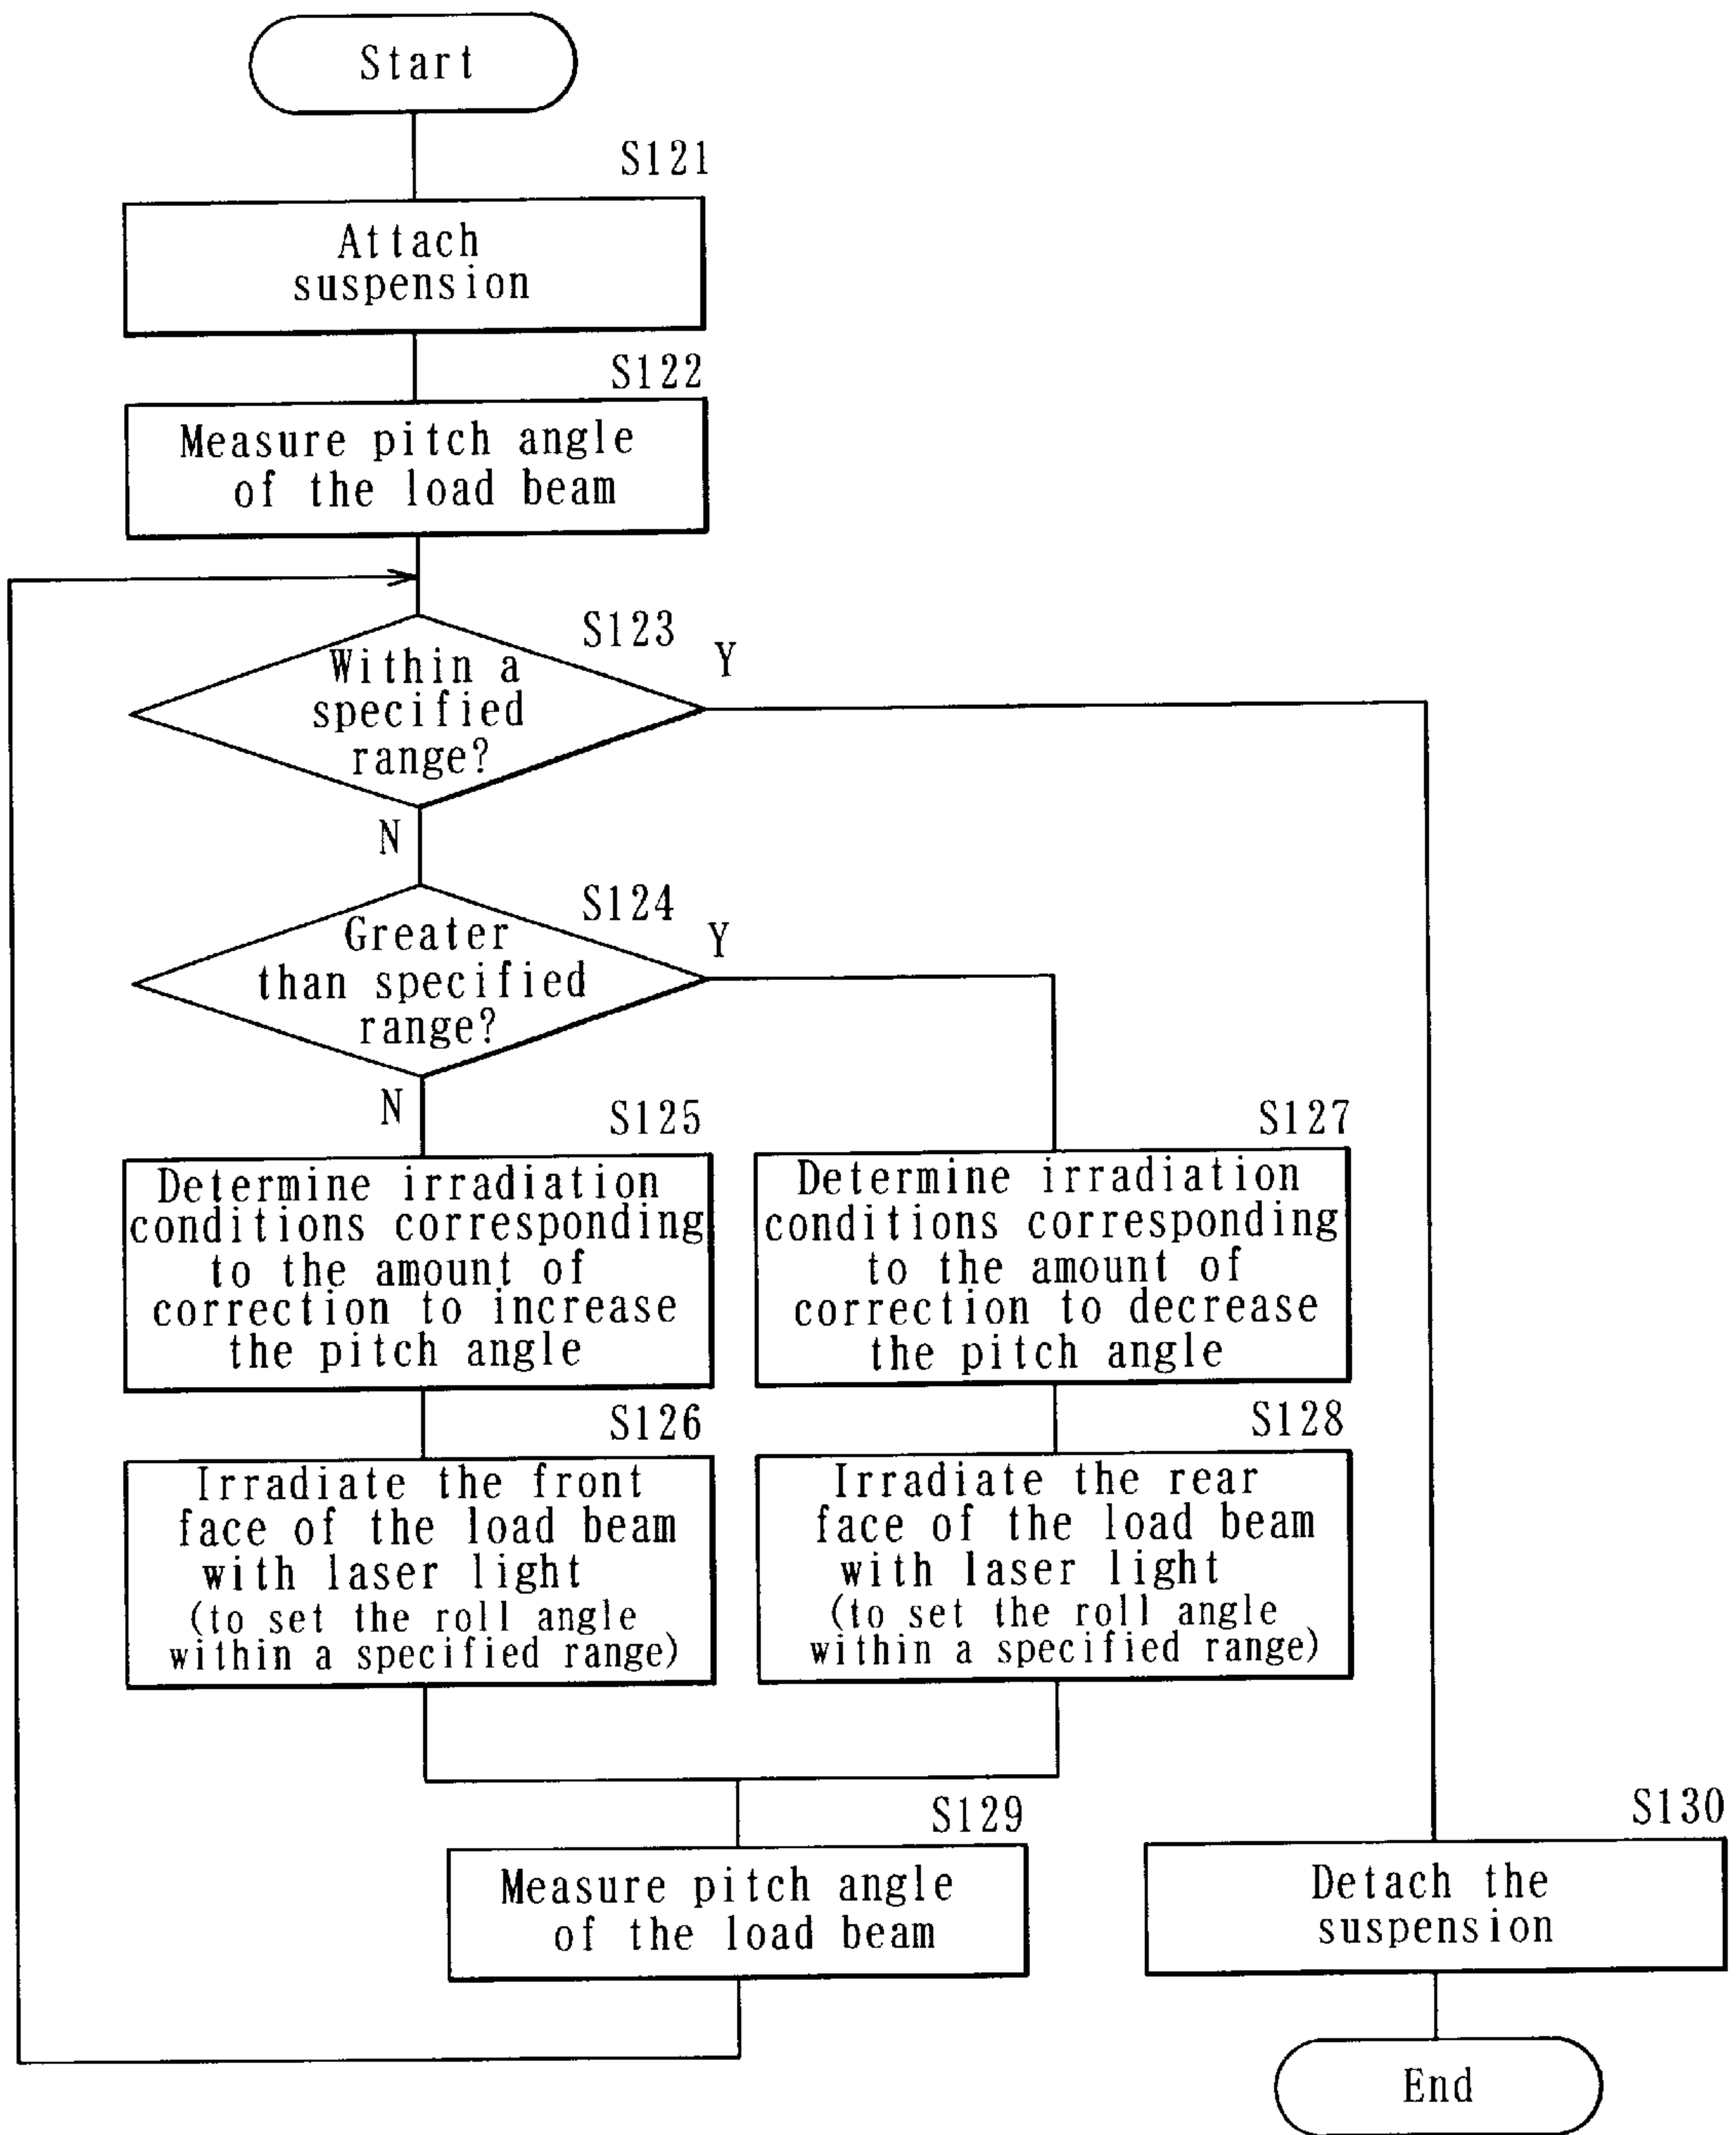 Start
S121
Attach
suspension
S122
Measure pitch angle
of the load beam
S123
Y
Within a
specified
range?
N
S124
Y
Greater
than specified
range?
N
S125
Determine irradiation
conditions corresponding
to the amount of
correction to increase
the pitch angle
S127
Determine irradiation
conditions corresponding
to the amount of
correction to decrease
the pitch angle
S126
Irradiate the front
face of the load beam
with laser light
(to set the roll angle
within a specified range)
S128
Irradiate the rear
face of the load beam
with laser light
(to set the roll angle
within a specified range)
S129
Measure pitch angle
of the load beam
S130
Detach the
suspension
End